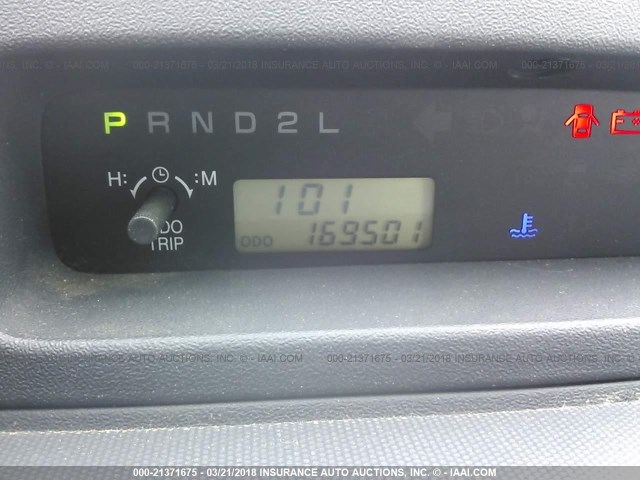 000-21371675 - 03/21/2018 INSURANCE AUTO AUCTIONS, INC. © - IAAI.COM
P R N D 2 L
H: :M
101
ODO 169501
TRIP
INC. © - IAAI.COM 000-21371675 - 03/21/2018 INSURANCE AUTO AUCTIONS, INC. ©
000-21371675 - 03/21/2018 INSURANCE AUTO AUCTIONS, INC. © - IAAI.COM